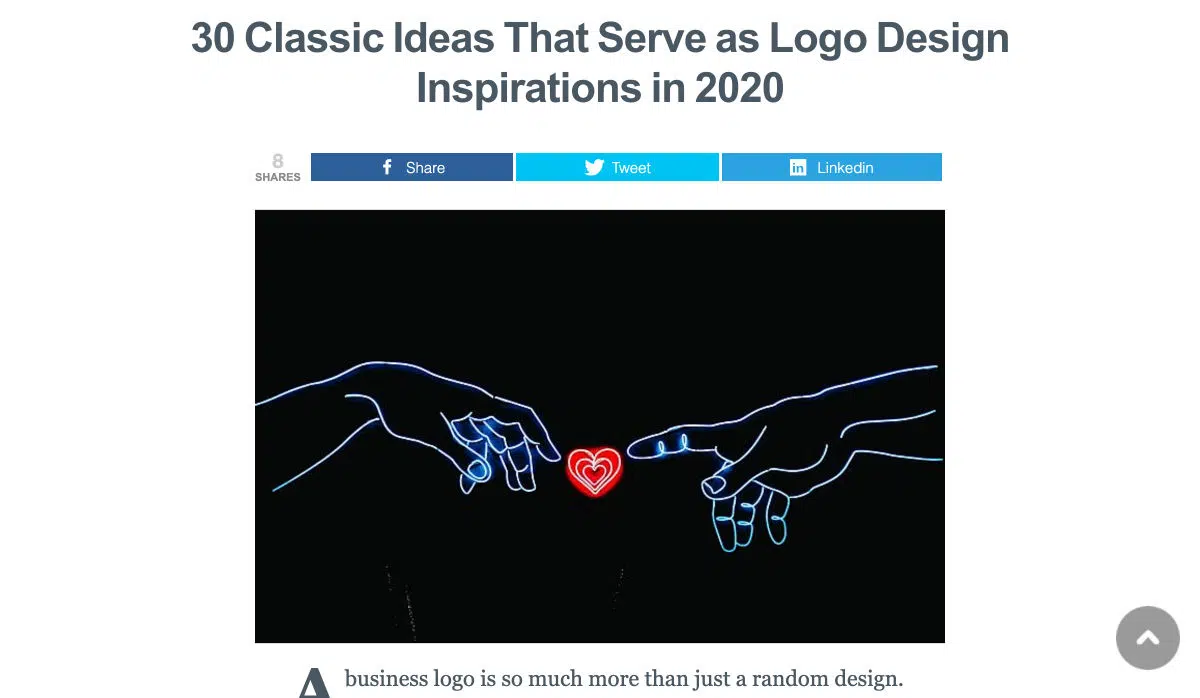 30 Classic Ideas That Serve as Logo Design
Inspirations in 2020
8
SHARES
Share
Tweet
Linkedin
A business logo is so much more than just a random design.